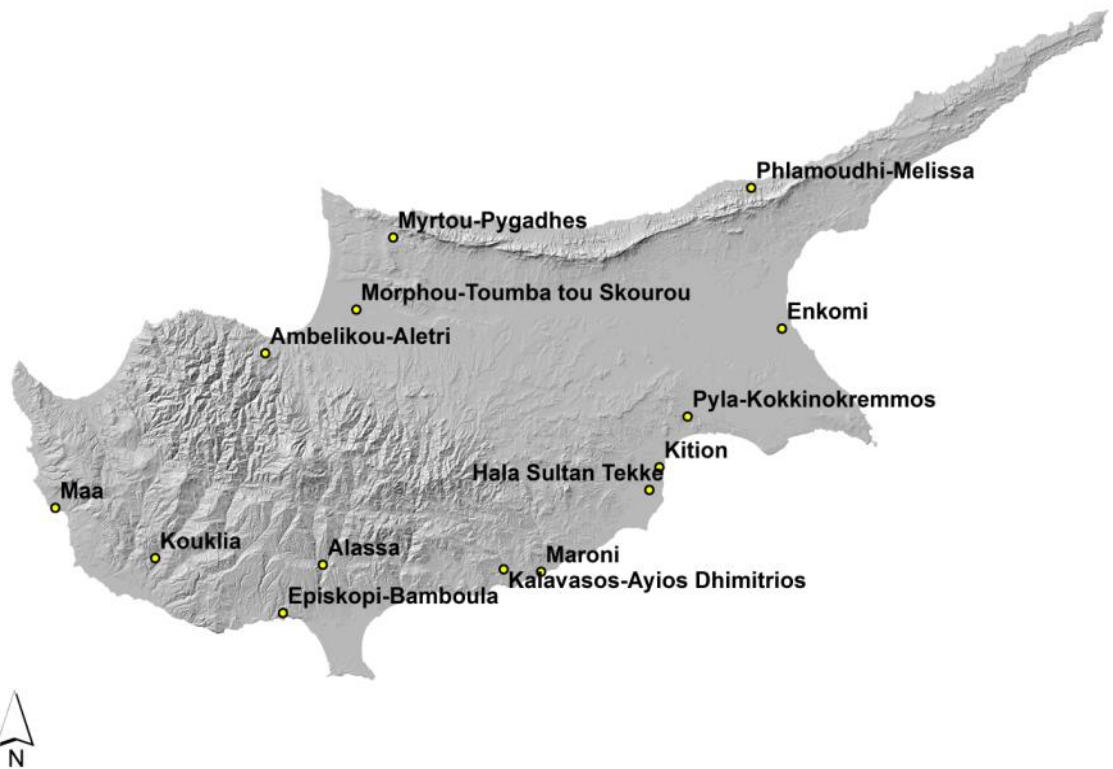 Phlamoudhi-Melissa
Myrtou-Pygadhes
Morphou-Toumba tou Skourou
Enkomi
Ambelikou-Aletri
Pyla-Kokkinokremmos
Kition
Hala Sultan Tekke
Maa
Kouklia
Alassa
Maroni
Kalavasos-Ayios Dhimitrios
Episkopi-Bamboula
N